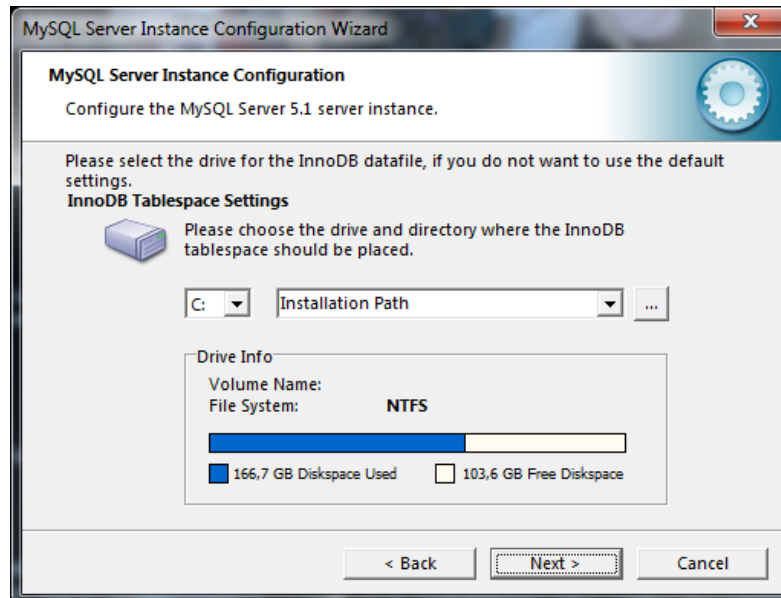 MySQL Server Instance Configuration Wizard
x
MySQL Server Instance Configuration
Configure the MySQL Server 5.1 server instance.
Please select the drive for the InnoDB datafile, if you do not want to use the default
settings.
InnoDB Tablespace Settings
Please choose the drive and directory where the InnoDB
tablespace should be placed.
C: Installation Path ...
Drive Info
Volume Name:
File System: NTFS
166,7 GB Diskspace Used 103,6 GB Free Diskspace
< Back Next > Cancel